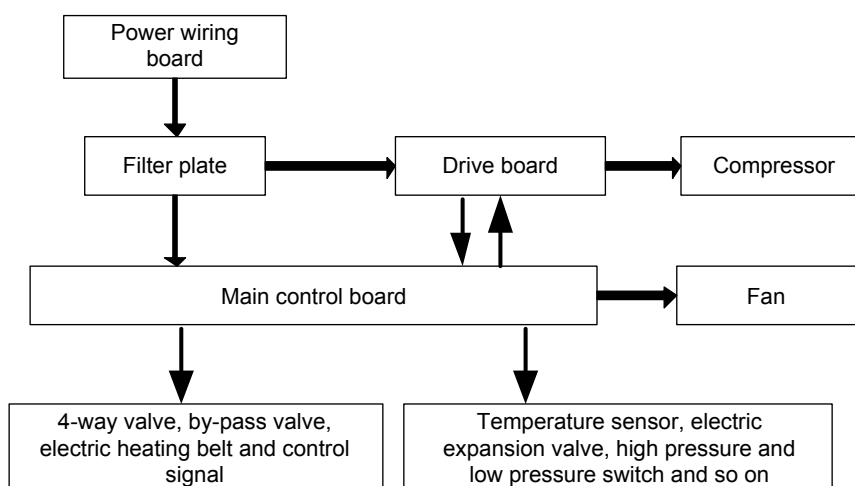 Power wiring
board
Filter plate
Drive board
Compressor
Main control board
Fan
4-way valve, by-pass valve,
electric heating belt and control
signal
Temperature sensor, electric
expansion valve, high pressure and
low pressure switch and so on